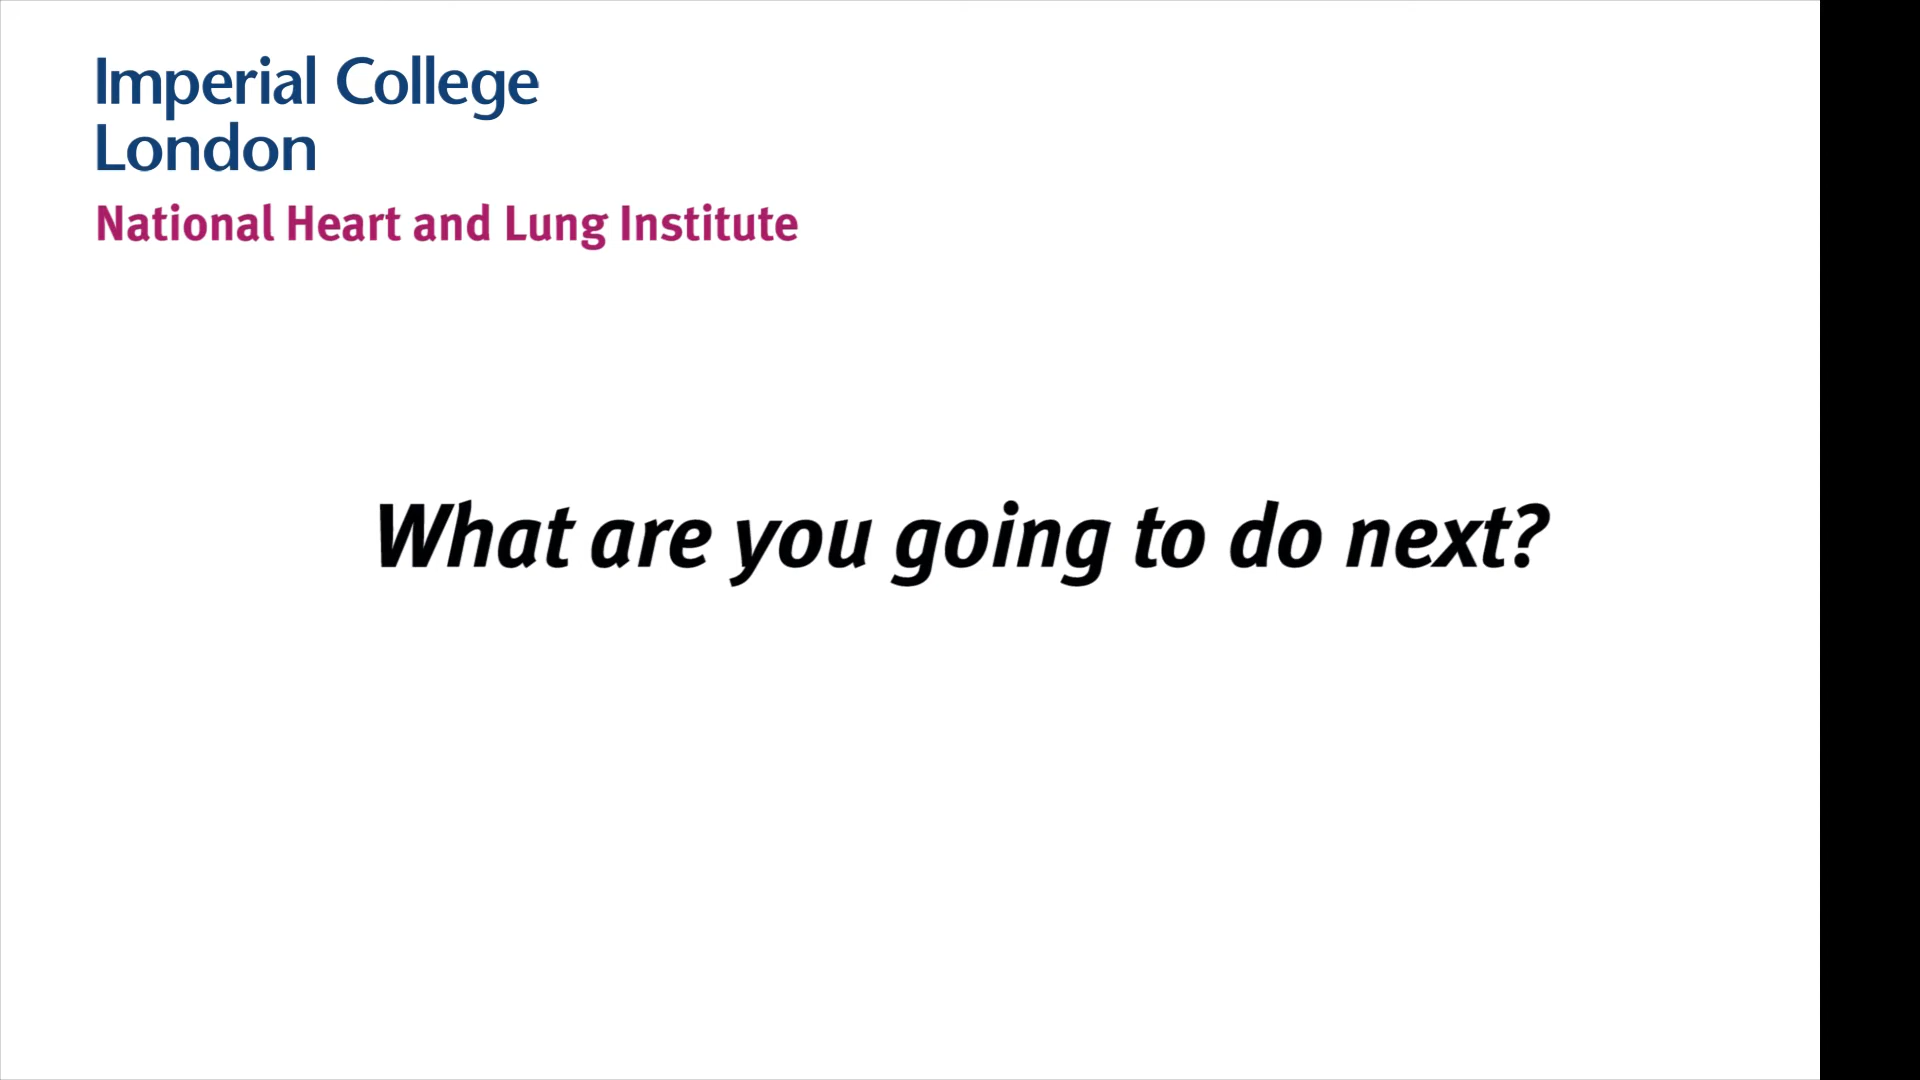 Imperial College
London
National Heart and Lung Institute
What are you going to do next?